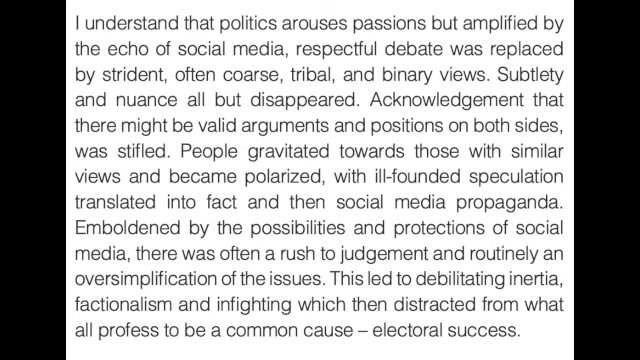 I understand that politics arouses passions but amplified by
the echo of social media, respectful debate was replaced
by strident, often coarse, tribal, and binary views. Subtlety
and nuance all but disappeared. Acknowledgement that
there might be valid arguments and positions on both sides,
was stifled. People gravitated towards those with similar
views and became polarized, with ill-founded speculation
translated into fact and then social media propaganda.
Emboldened by the possibilities and protections of social
media, there was often a rush to judgement and routinely an
oversimplification of the issues. This led to debilitating inertia,
factionalism and infighting which then distracted from what
all profess to be a common cause – electoral success.